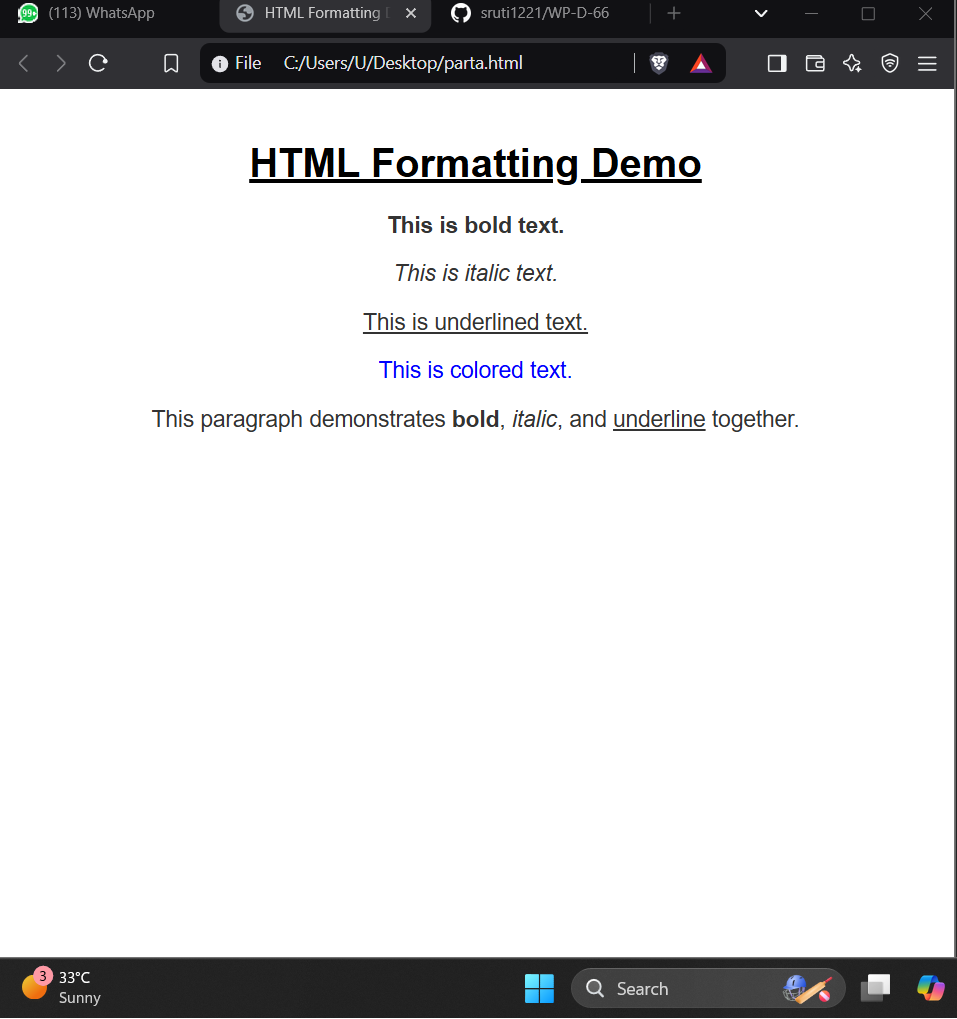 99+ (113) WhatsApp HTML Formatting sruti1221/WP-D-66
File C:/Users/U/Desktop/parta.html
HTML Formatting Demo
This is bold text.
This is italic text.
This is underlined text.
This is colored text.
This paragraph demonstrates bold, italic, and underline together.
3 33°C
Sunny
Search